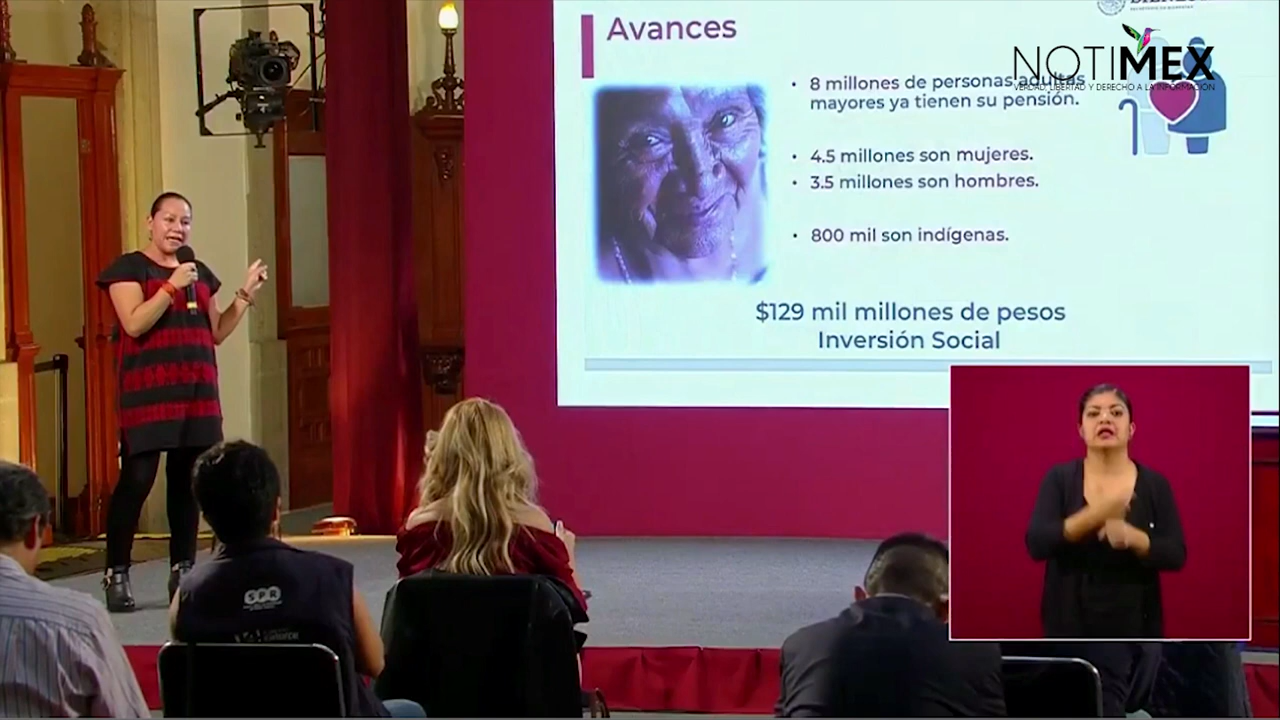 Avances
NOTIMEX
VERDAD, LIBERTAD Y DERECHO A LA INFORMACIÓN
• 8 millones de personas adultas
mayores ya tienen su pensión.
• 4.5 millones son mujeres.
• 3.5 millones son hombres.
• 800 mil son indígenas.
$129 mil millones de pesos
Inversión Social
SPR